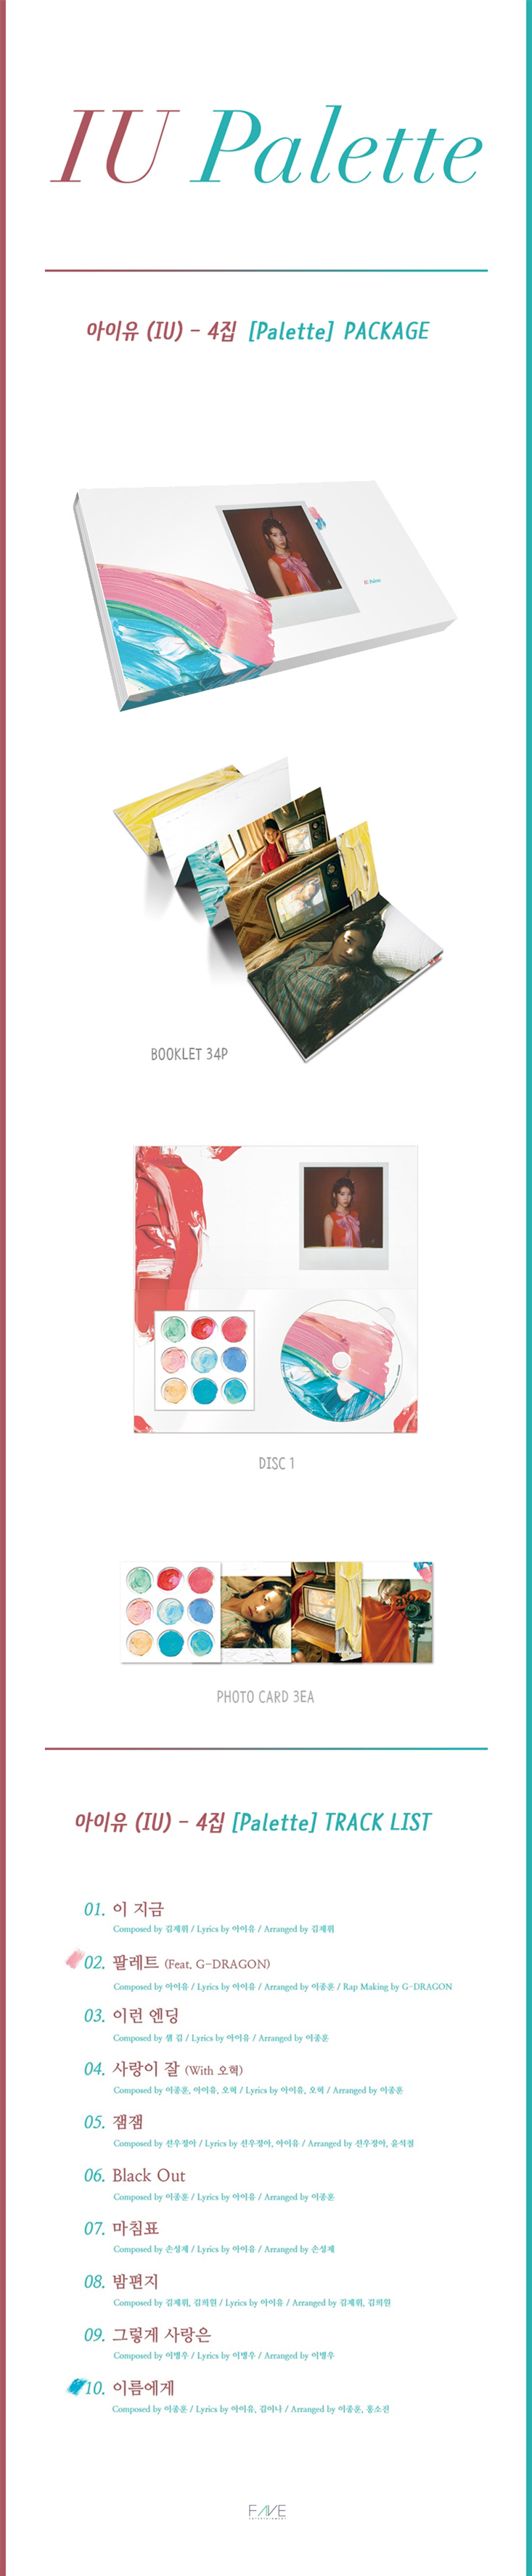 IU Palette
아이유 (IU) - 4집 [Palette] PACKAGE
IU Palette
BOOKLET 34P
DISC 1
PHOTO CARD 3EA
아이유 (IU) - 4집 [Palette] TRACK LIST
01. 이 지금
Composed by 김제휘 / Lyrics by 아이유 / Arranged by 김제휘
02. 팔레트 (Feat. G-DRAGON)
Composed by 아이유 / Lyrics by 아이유 / Arranged by 이종훈 / Rap Making by G-DRAGON
03. 이런 엔딩
Composed by 샘 김 / Lyrics by 아이유 / Arranged by 이종훈
04. 사랑이 잘 (With 오혁)
Composed by 이종훈, 아이유, 오혁 / Lyrics by 아이유, 오혁 / Arranged by 이종훈
05. 잼잼
Composed by 선우정아 / Lyrics by 선우정아, 아이유 / Arranged by 선우정아, 윤석철
06. Black Out
Composed by 이종훈 / Lyrics by 아이유 / Arranged by 이종훈
07. 마침표
Composed by 손성제 / Lyrics by 아이유 / Arranged by 손성제
08. 밤편지
Composed by 김제휘, 김희원 / Lyrics by 아이유 / Arranged by 김제휘, 김희원
09. 그렇게 사랑은
Composed by 이병우 / Lyrics by 이병우 / Arranged by 이병우
10. 이름에게
Composed by 이종훈 / Lyrics by 아이유, 김이나 / Arranged by 이종훈, 홍소진
FAVE
ENTERTAINMENT